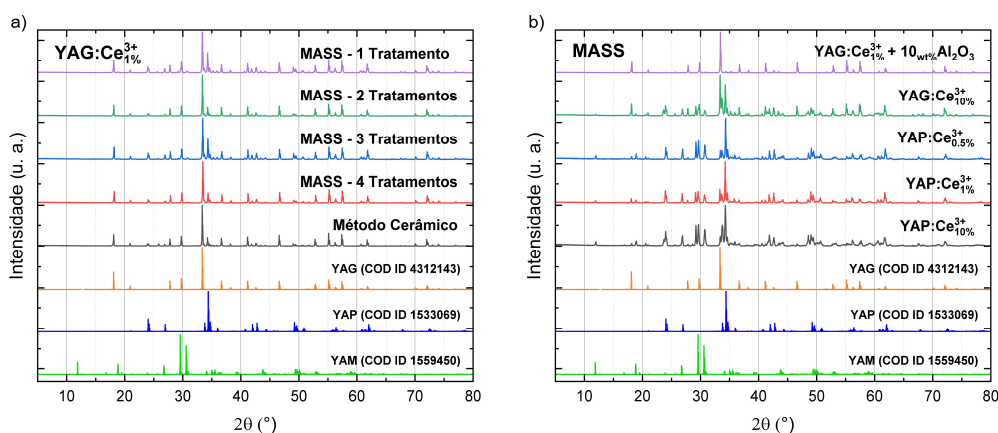 a)
YAG:Ce³⁺₁%
MASS - 1 Tratamento
MASS - 2 Tratamentos
MASS - 3 Tratamentos
MASS - 4 Tratamentos
Método Cerâmico
YAG (COD ID 4312143)
YAP (COD ID 1533069)
YAM (COD ID 1559450)
Intensidade (u. a.)
10 20 30 40 50 60 70 80
2θ (°)
b)
MASS
YAG:Ce³⁺₁% + 10wt%Al₂O₃
YAG:Ce³⁺₁₀%
YAP:Ce³⁺₀.₅%
YAP:Ce³⁺₁%
YAP:Ce³⁺₁₀%
YAG (COD ID 4312143)
YAP (COD ID 1533069)
YAM (COD ID 1559450)
Intensidade (u. a.)
10 20 30 40 50 60 70 80
2θ (°)